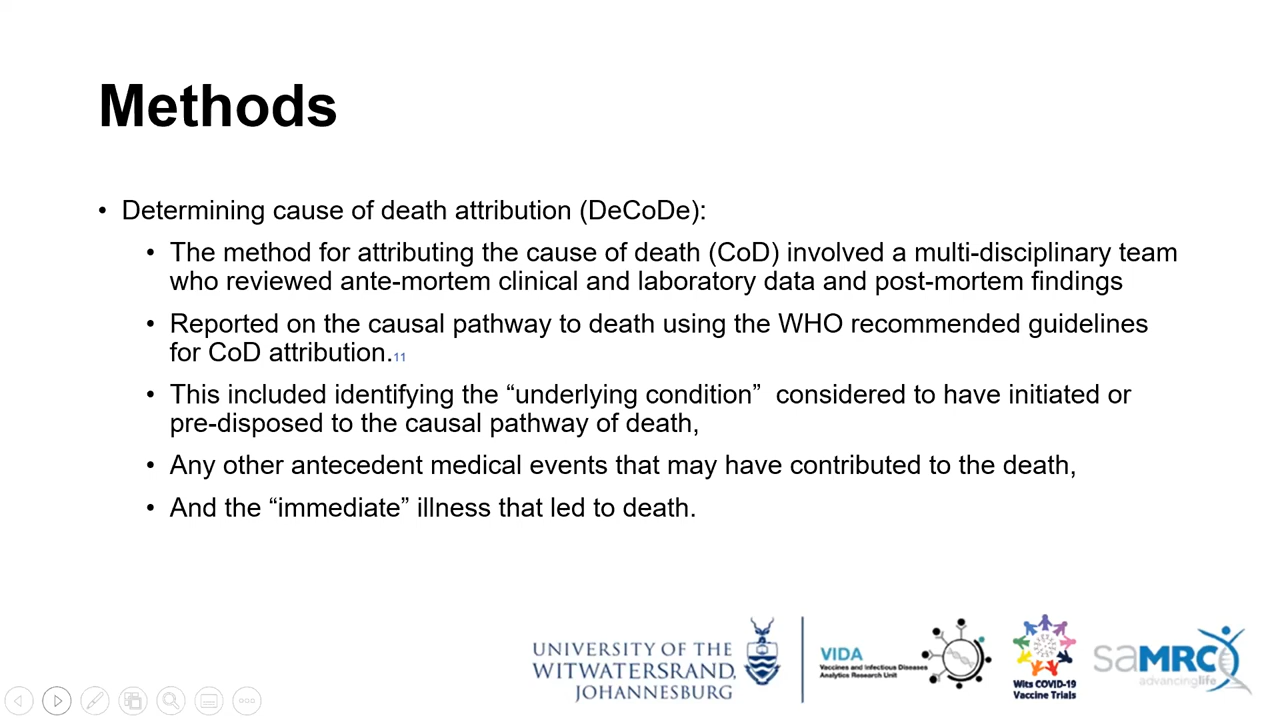 Methods
• Determining cause of death attribution (DeCoDe):
• The method for attributing the cause of death (CoD) involved a multi-disciplinary team
who reviewed ante-mortem clinical and laboratory data and post-mortem findings
• Reported on the causal pathway to death using the WHO recommended guidelines
for CoD attribution.11
• This included identifying the “underlying condition”  considered to have initiated or
pre-disposed to the causal pathway of death,
• Any other antecedent medical events that may have contributed to the death,
• And the “immediate” illness that led to death.
UNIVERSITY OF THE
WITWATERSRAND,
JOHANNESBURG
VIDA
Vaccines and Infectious Diseases
Analytics Research Unit
Wits COVID-19
Vaccine Trials
saMRC
advancinglife